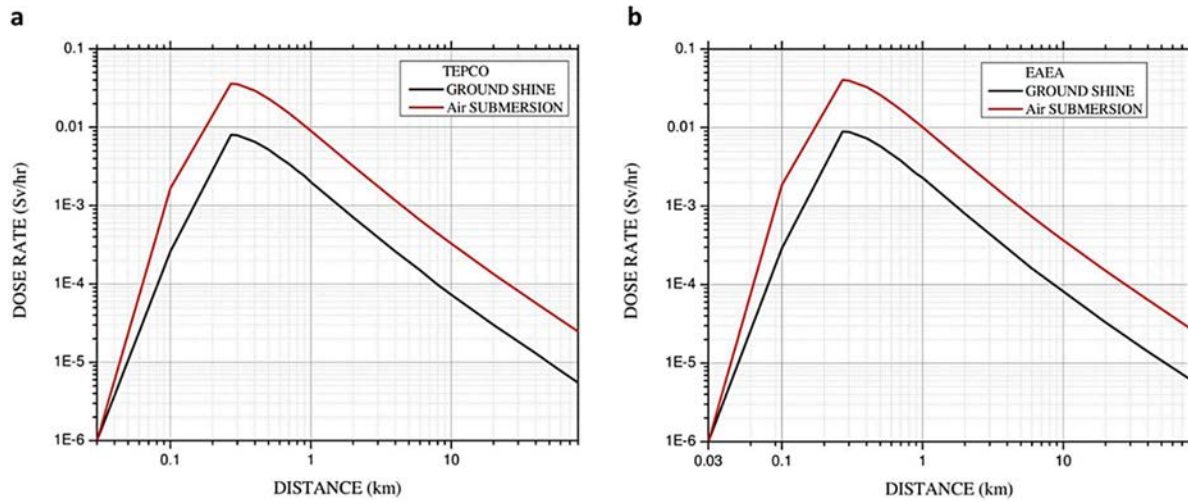 a
0.1
0.01
1E-3
1E-4
1E-5
1E-6
DOSE RATE (Sv/hr)
TEPCO
GROUND SHINE
Air SUBMERSION
0.1
1
10
DISTANCE (km)
b
0.1
0.01
1E-3
1E-4
1E-5
1E-6
DOSE RATE (Sv/hr)
EAEA
GROUND SHINE
Air SUBMERSION
0.03
0.1
1
10
DISTANCE (km)